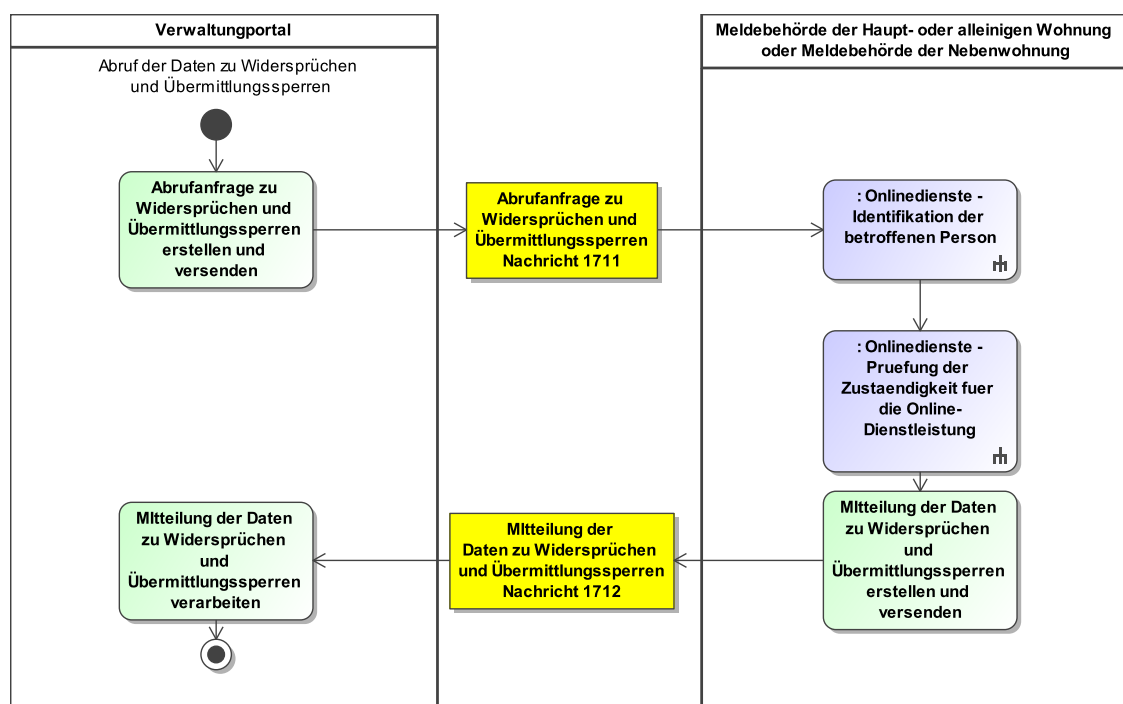 Verwaltungportal
Meldebehörde der Haupt- oder alleinigen Wohnung
oder Meldebehörde der Nebenwohnung
Abruf der Daten zu Widersprüchen
und Übermittlungssperren
Abrufanfrage zu
Widersprüchen und
Übermittlungssperren
erstellen und
versenden
Abrufanfrage zu
Widersprüchen und
Übermittlungssperren
Nachricht 1711
: Onlinedienste -
Identifikation der
betroffenen Person
: Onlinedienste -
Pruefung der
Zustaendigkeit fuer
die Online-
Dienstleistung
MItteilung der Daten
zu Widersprüchen
und
Übermittlungssperren
erstellen und
versenden
MItteilung der
Daten zu Widersprüchen
und Übermittlungssperren
Nachricht 1712
MItteilung der Daten
zu Widersprüchen
und
Übermittlungssperren
verarbeiten